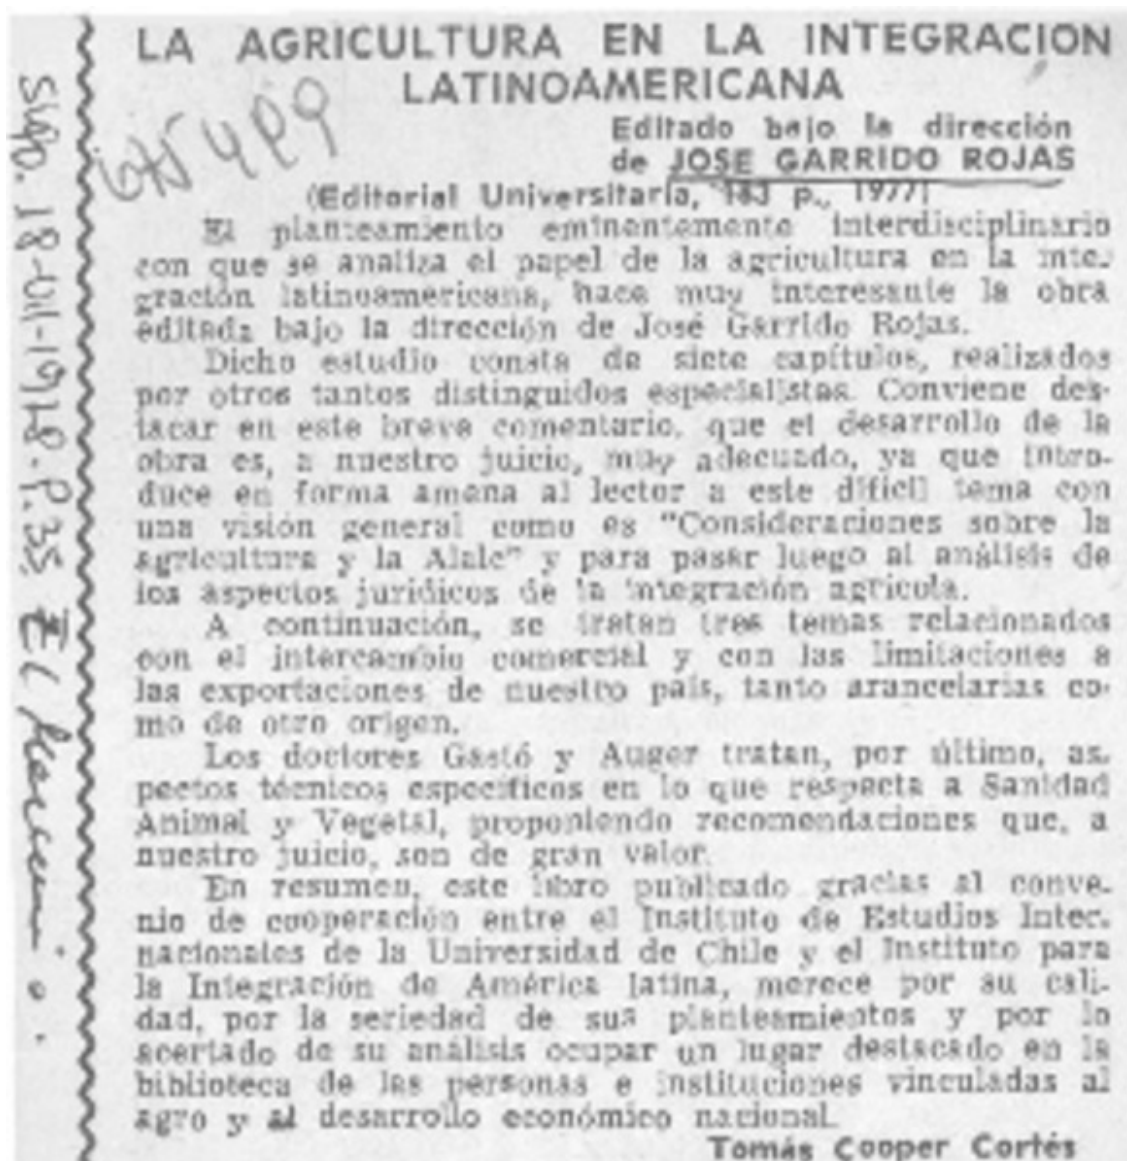 LA AGRICULTURA EN LA INTEGRACION
LATINOAMERICANA
Editado bajo la dirección
de JOSE GARRIDO ROJAS
(Editorial Universitaria, 183 p., 1977)
El planteamiento eminentemente interdisciplinario
con que se analiza el papel de la agricultura en la inte-
gración latinoamericana, hace muy interesante la obra
editada bajo la dirección de José Garrido Rojas.
Dicho estudio consta de siete capítulos, realizados
por otros tantos distinguidos especialistas. Conviene des-
tacar en este breve comentario, que el desarrollo de la
obra es, a nuestro juicio, muy adecuado, ya que intro-
duce en forma amena al lector a este difícil tema con
una visión general como es "Consideraciones sobre la
agricultura y la Alalc" y para pasar luego al análisis de
los aspectos jurídicos de la integración agrícola.
A continuación, se tratan tres temas relacionados
con el intercambio comercial y con las limitaciones a
las exportaciones de nuestro país, tanto arancelarias co-
mo de otro origen.
Los doctores Gastó y Auger tratan, por último, as-
pectos técnicos específicos en lo que respecta a Sanidad
Animal y Vegetal, proponiendo recomendaciones que, a
nuestro juicio, son de gran valor.
En resumen, este libro publicado gracias al conve-
nio de cooperación entre el Instituto de Estudios Inter-
nacionales de la Universidad de Chile y el Instituto para
la Integración de América latina, merece por su cali-
dad, por la seriedad de sus planteamientos y por lo
acertado de su análisis ocupar un lugar destacado en la
biblioteca de las personas e instituciones vinculadas al
agro y al desarrollo económico nacional.
Tomás Cooper Cortés
Stgo. 18-VII-1978. P.35 El Mercurio.